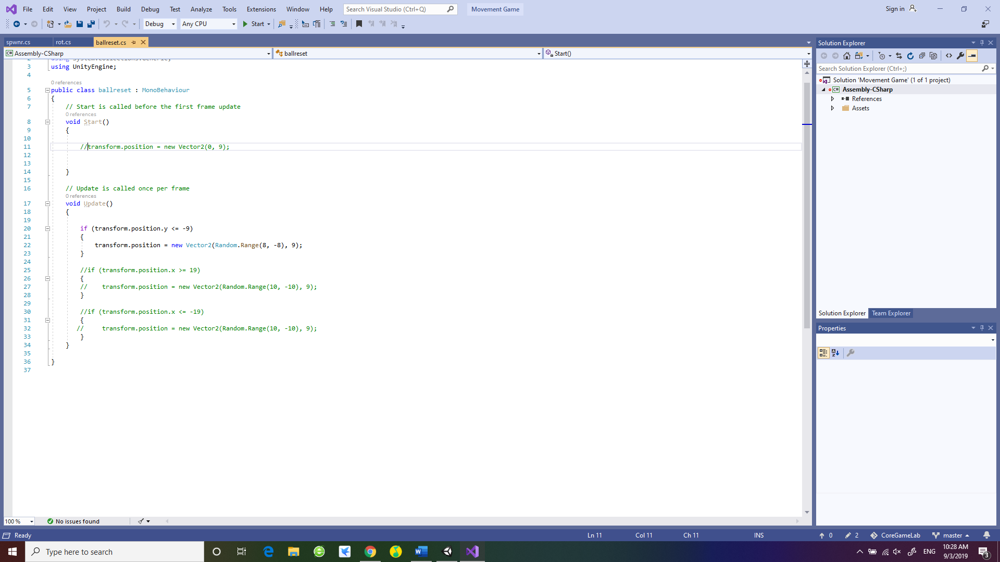 File Edit View Project Build Debug Test Analyze Tools Extensions Window Help Search Visual Studio (Ctrl+Q) Movement Game Sign in
Debug Any CPU Start
spwnr.cs rot.cs ballreset.cs
Assembly-CSharp ballreset Start()
2 using System.Collections.Generic;
3 using UnityEngine;
4
0 references
5 public class ballreset : MonoBehaviour
6 {
7 // Start is called before the first frame update
0 references
8 void Start()
9 {
10
11 //transform.position = new Vector2(0, 9);
12
13
14 }
15
16 // Update is called once per frame
0 references
17 void Update()
18 {
19
20 if (transform.position.y <= -9)
21 {
22 transform.position = new Vector2(Random.Range(8, -8), 9);
23 }
24
25 //if (transform.position.x >= 19)
26 {
27 // transform.position = new Vector2(Random.Range(10, -10), 9);
28 }
29
30 //if (transform.position.x <= -19)
31 {
32 // transform.position = new Vector2(Random.Range(10, -10), 9);
33 }
34 }
35
36 }
37
100 % No issues found
Solution Explorer
Search Solution Explorer (Ctrl+;)
Solution 'Movement Game' (1 of 1 project)
C# Assembly-CSharp
References
Assets
Solution Explorer Team Explorer
Properties
Ready Ln 11 Col 11 Ch 11 INS 0 2 CoreGameLab master
Type here to search ENG 10:28 AM
9/3/2019 3